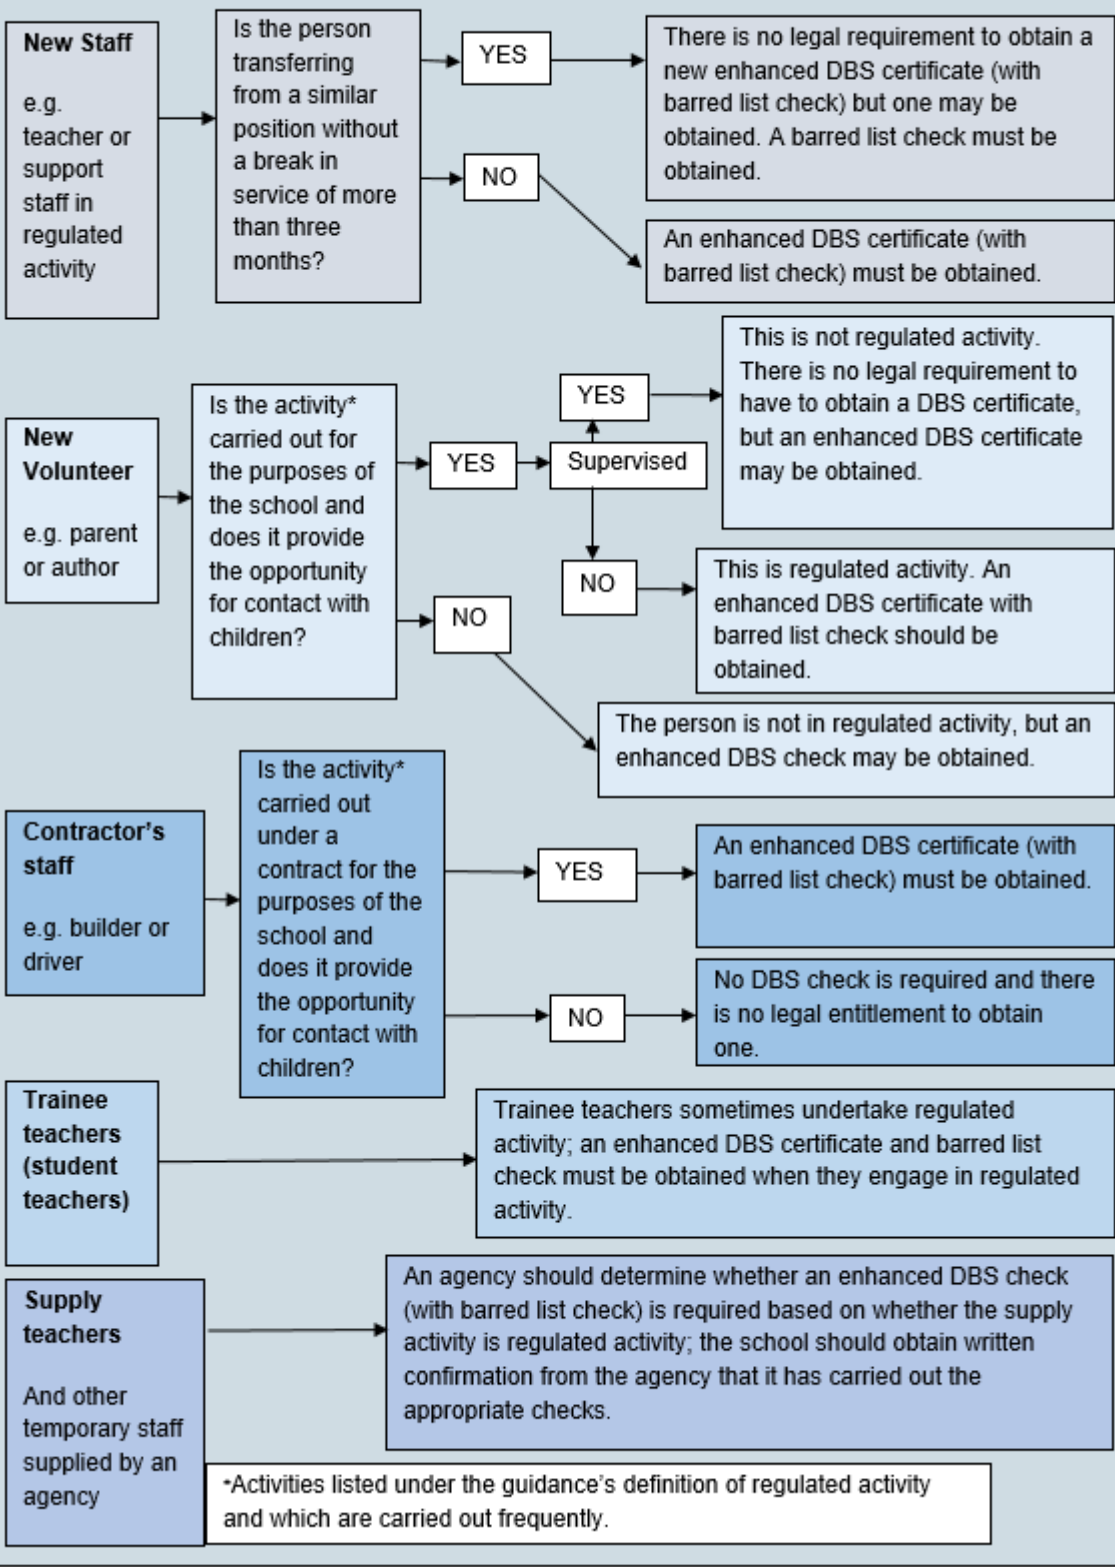 New Staff
e.g.
teacher or
support
staff in
regulated
activity
Is the person
transferring
from a similar
position without
a break in
service of more
than three
months?
YES
There is no legal requirement to obtain a
new enhanced DBS certificate (with
barred list check) but one may be
obtained. A barred list check must be
obtained.
NO
An enhanced DBS certificate (with
barred list check) must be obtained.
New
Volunteer
e.g. parent
or author
Is the activity*
carried out for
the purposes of
the school and
does it provide
the opportunity
for contact with
children?
YES
Supervised
YES
This is not regulated activity.
There is no legal requirement to
have to obtain a DBS certificate,
but an enhanced DBS certificate
may be obtained.
NO
This is regulated activity. An
enhanced DBS certificate with
barred list check should be
obtained.
NO
The person is not in regulated activity, but an
enhanced DBS check may be obtained.
Contractor's
staff
e.g. builder or
driver
Is the activity*
carried out
under a
contract for the
purposes of the
school and
does it provide
the opportunity
for contact with
children?
YES
An enhanced DBS certificate (with
barred list check) must be obtained.
NO
No DBS check is required and there
is no legal entitlement to obtain
one.
Trainee
teachers
(student
teachers)
Trainee teachers sometimes undertake regulated
activity; an enhanced DBS certificate and barred list
check must be obtained when they engage in regulated
activity.
Supply
teachers
And other
temporary staff
supplied by an
agency
An agency should determine whether an enhanced DBS check
(with barred list check) is required based on whether the supply
activity is regulated activity; the school should obtain written
confirmation from the agency that it has carried out the
appropriate checks.
*Activities listed under the guidance's definition of regulated activity
and which are carried out frequently.